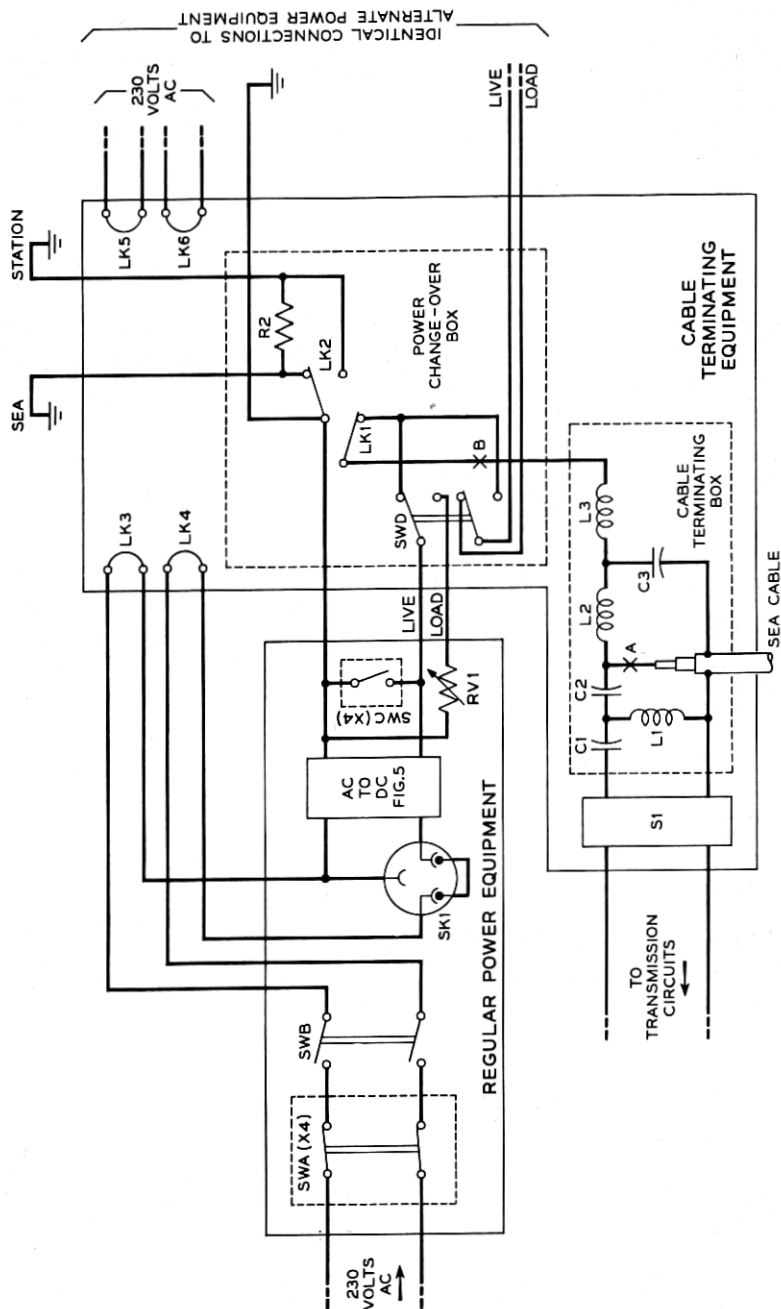 IDENTICAL CONNECTIONS TO
ALTERNATE POWER EQUIPMENT
230
VOLTS
AC
LIVE
LOAD
STATION
SEA
LK5
LK6
R2
LK2
POWER
CHANGE-OVER
BOX
CABLE
TERMINATING
EQUIPMENT
LK3
LK4
LK1
B
SWD
LIVE
LOAD
SWC (X4)
RV1
AC
TO
DC
FIG. 5
SK1
REGULAR POWER EQUIPMENT
SWB
SWA (X4)
230
VOLTS
AC
L3
CABLE
TERMINATING
BOX
L2
C3
A
C2
C1
L1
SEA CABLE
S1
TO
TRANSMISSION
CIRCUITS